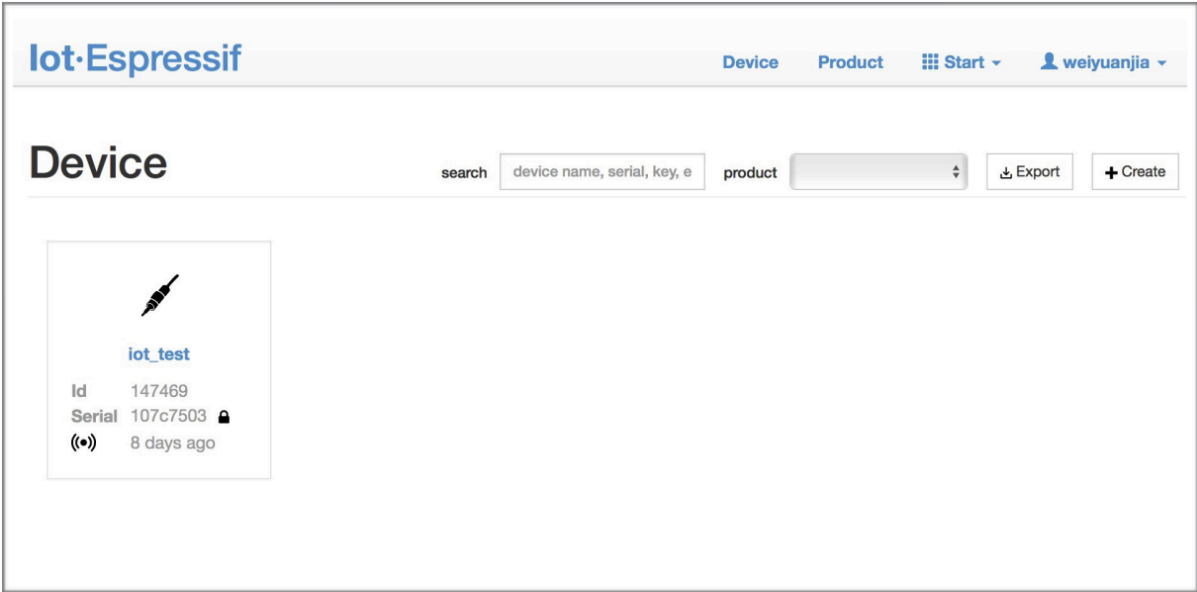 Iot·Espressif
Device Product Start weiyuanjia
Device
search device name, serial, key, e product Export Create
iot_test
Id 147469
Serial 107c7503
8 days ago